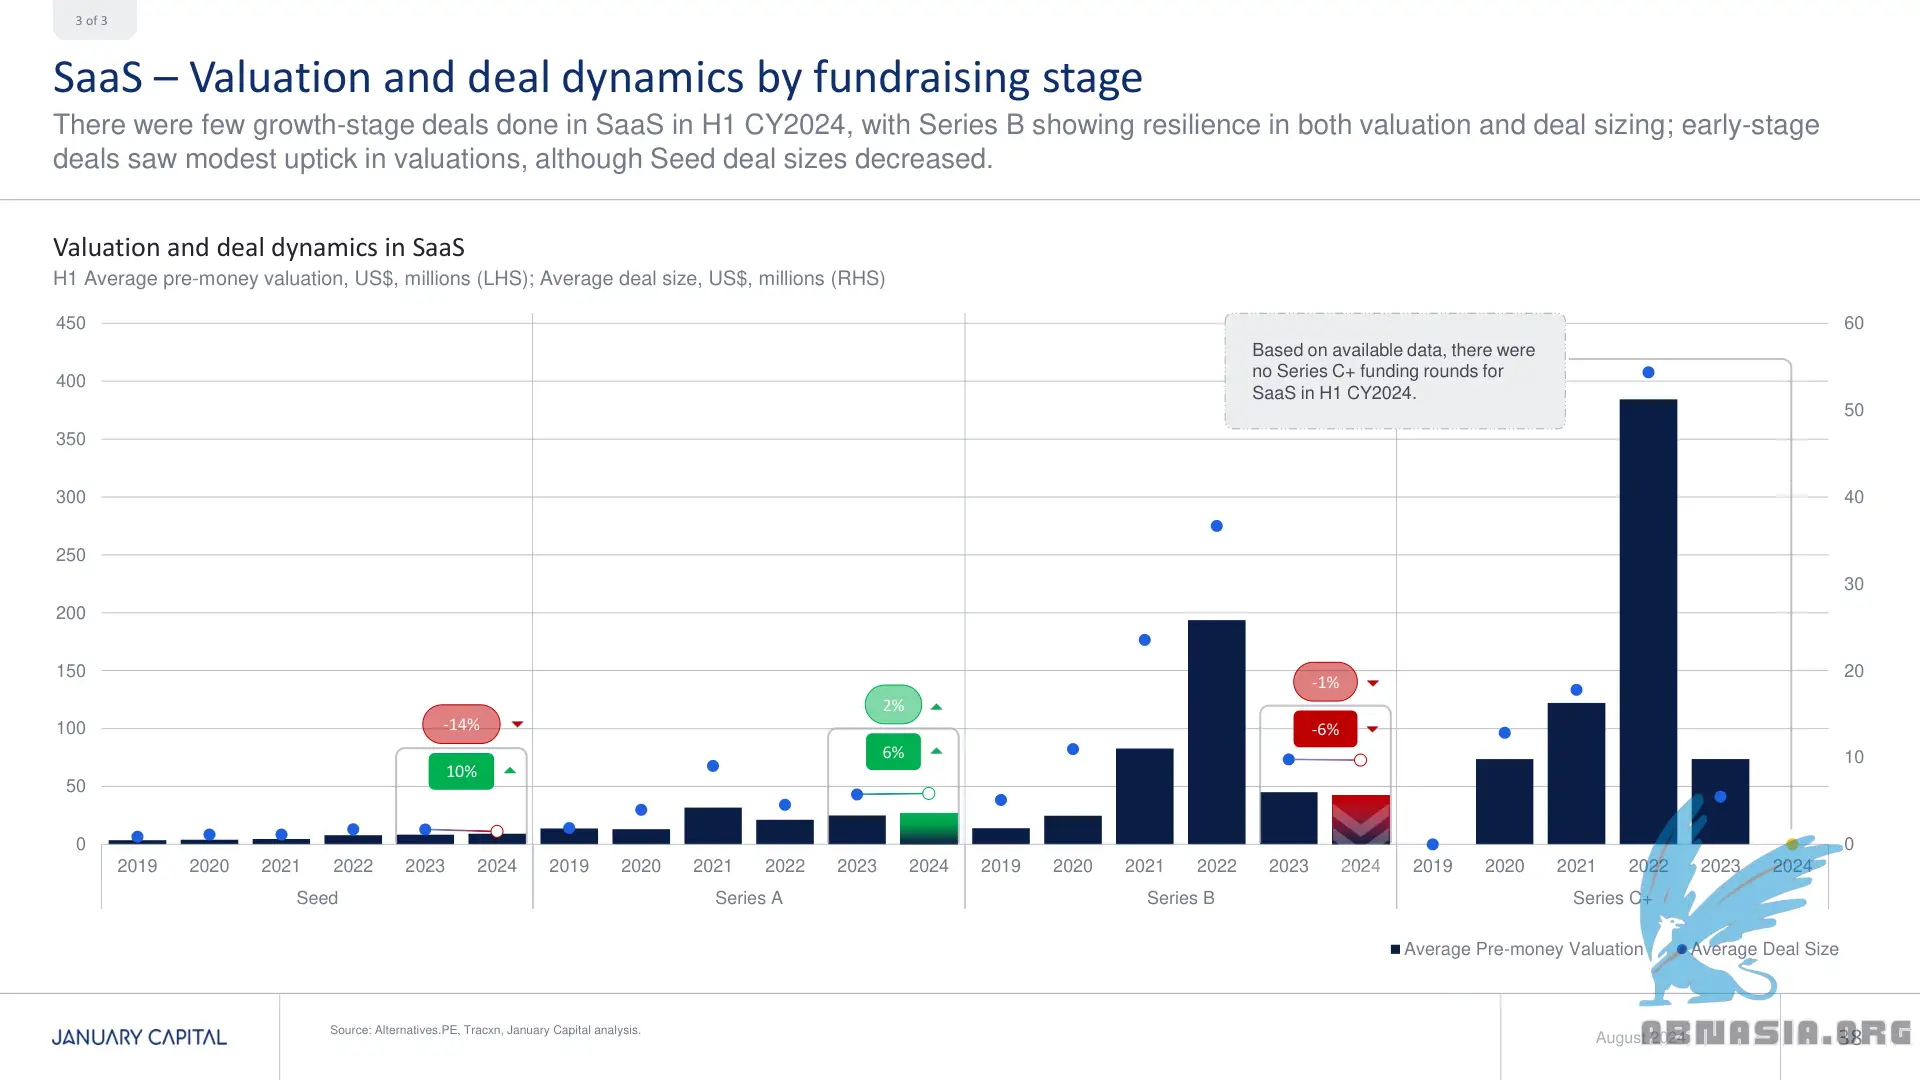 3 of 3
SaaS – Valuation and deal dynamics by fundraising stage
There were few growth-stage deals done in SaaS in H1 CY2024, with Series B showing resilience in both valuation and deal sizing; early-stage
deals saw modest uptick in valuations, although Seed deal sizes decreased.
Valuation and deal dynamics in SaaS
H1 Average pre-money valuation, US$, millions (LHS); Average deal size, US$, millions (RHS)
450
400
350
300
250
200
150
100
50
0
60
50
40
30
20
10
0
Based on available data, there were
no Series C+ funding rounds for
SaaS in H1 CY2024.
-14%
10%
2%
6%
-1%
-6%
2019 2020 2021 2022 2023 2024 2019 2020 2021 2022 2023 2024 2019 2020 2021 2022 2023 2024 2019 2020 2021 2022 2023 2024
Seed Series A Series B Series C+
Average Pre-money Valuation Average Deal Size
JANUARY CAPITAL
Source: Alternatives.PE, Tracxn, January Capital analysis.
August 2024
38
ABNASIA.ORG